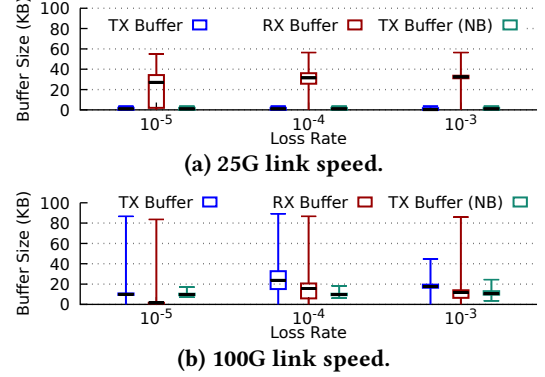 TX Buffer RX Buffer TX Buffer (NB)
Buffer Size (KB)
100
80
60
40
20
0
10-5 10-4 10-3
Loss Rate
(a) 25G link speed.
TX Buffer RX Buffer TX Buffer (NB)
Buffer Size (KB)
100
80
60
40
20
0
10-5 10-4 10-3
Loss Rate
(b) 100G link speed.